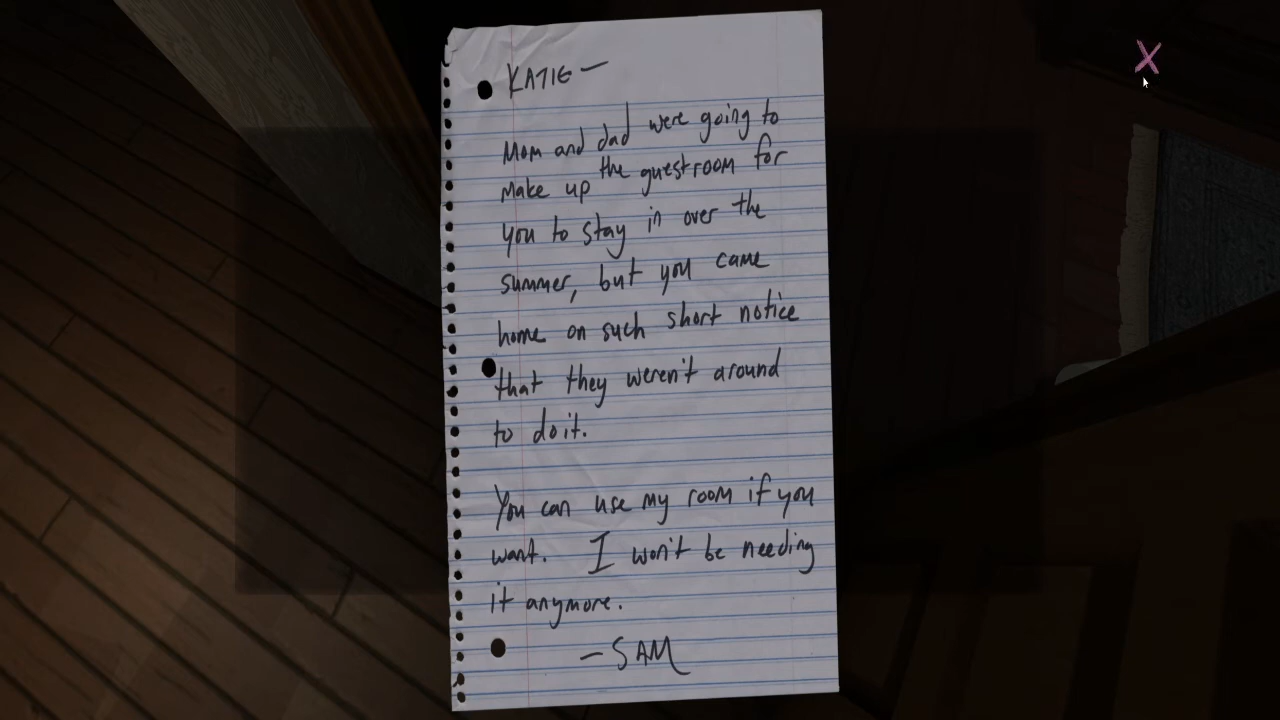 KATIE —
Mom and dad were going to
make up the guestroom for
you to stay in over the
summer, but you came
home on such short notice
that they weren't around
to do it.
You can use my room if you
want. I won't be needing
it anymore.
—SAM